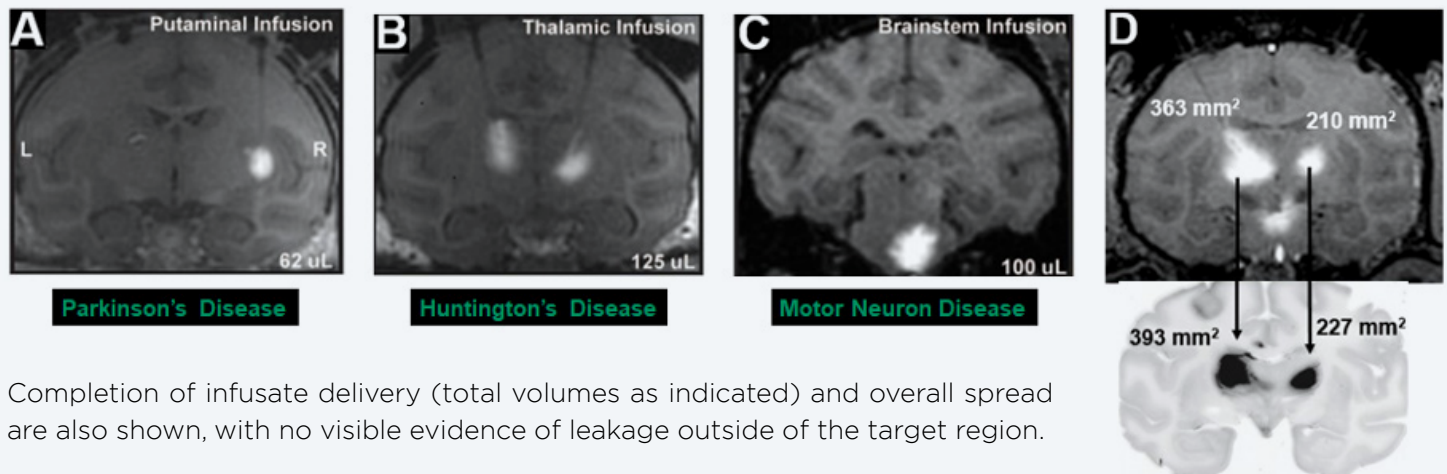 A
Putaminal Infusion
L
R
62 uL
Parkinson's Disease
B
Thalamic Infusion
125 uL
Huntington's Disease
C
Brainstem Infusion
100 uL
Motor Neuron Disease
D
363 mm²
210 mm²
393 mm²
227 mm²
Completion of infusate delivery (total volumes as indicated) and overall spread
are also shown, with no visible evidence of leakage outside of the target region.